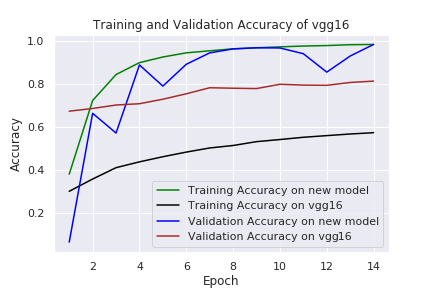 Training and Validation Accuracy of vgg16
1.0
0.8
0.6
0.4
0.2
Accuracy
Training Accuracy on new model
Training Accuracy on vgg16
Validation Accuracy on new model
Validation Accuracy on vgg16
2 4 6 8 10 12 14
Epoch